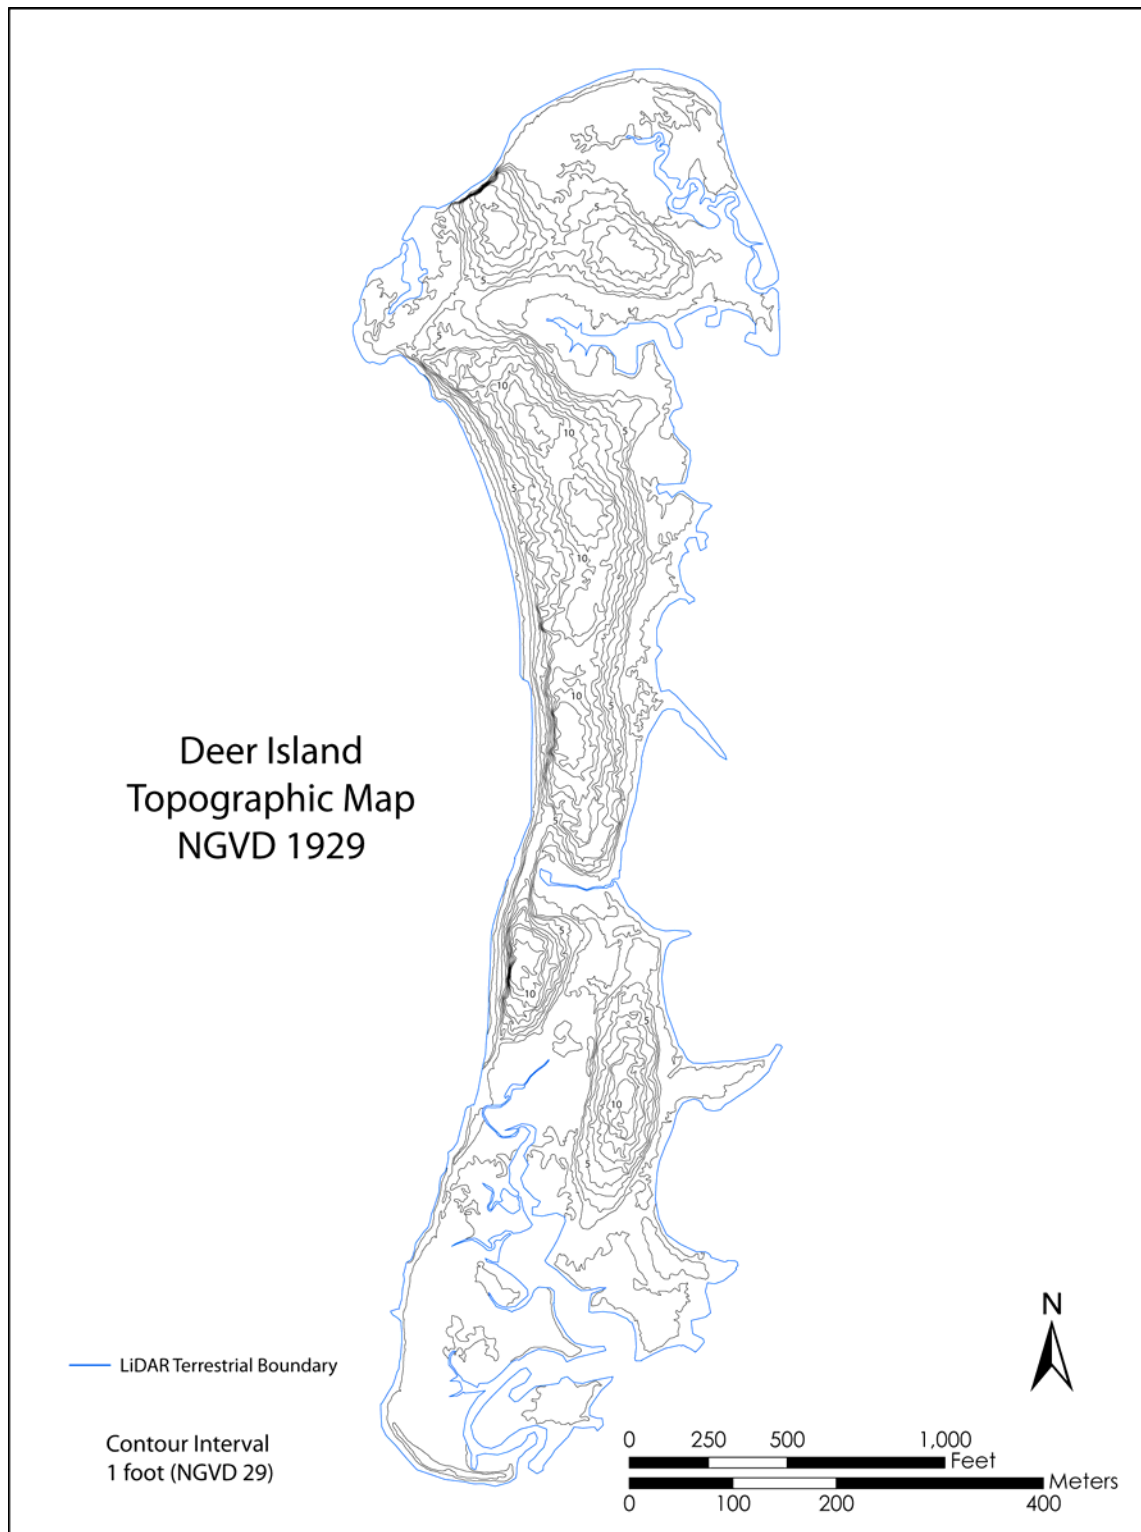 5
5
5
10
10
5
5
10
10
5
Deer Island
Topographic Map
NGVD 1929
5
5
10
5
10
5
N
LiDAR Terrestrial Boundary
Contour Interval
1 foot (NGVD 29)
0 250 500 1,000
Feet
Meters
0 100 200 400